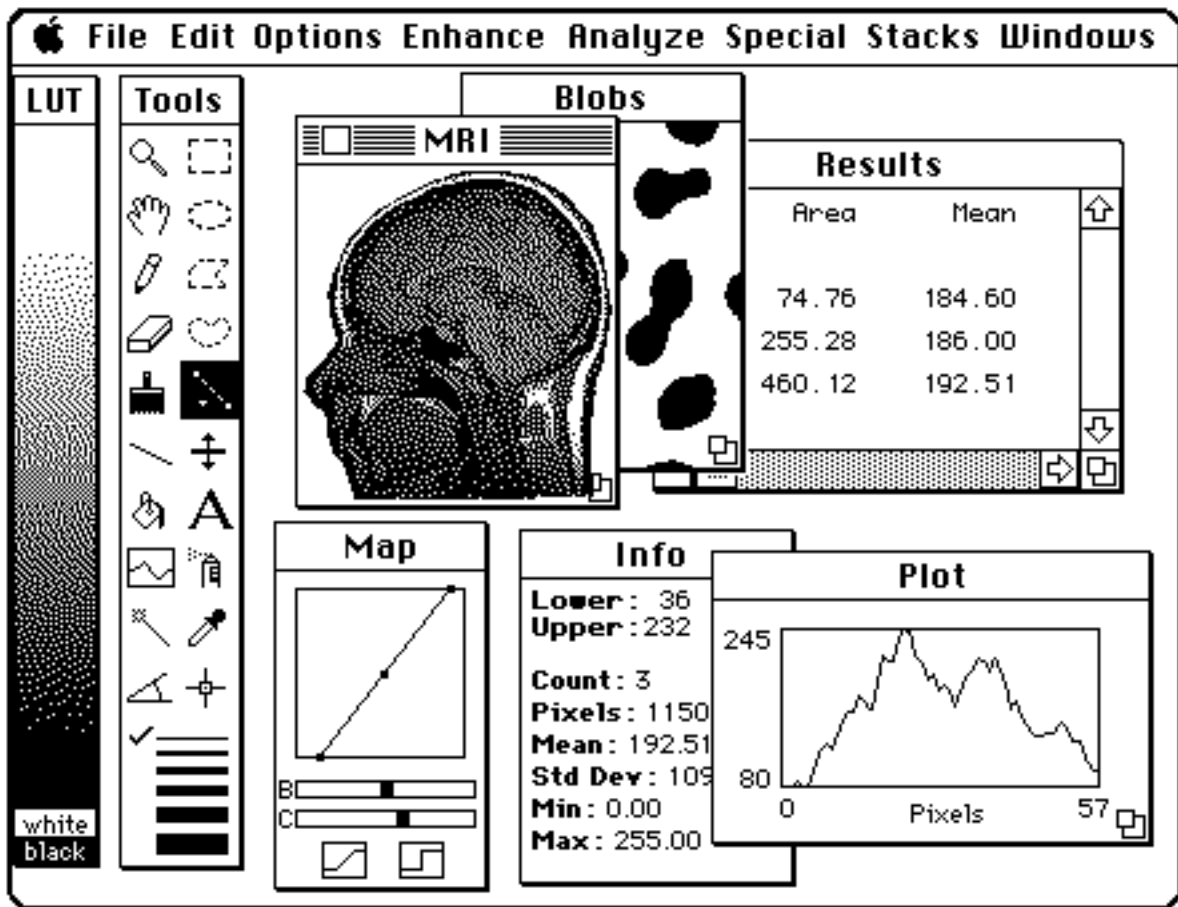 File Edit Options Enhance Analyze Special Stacks Windows
LUT
white
black
Tools
A
MRI
Blobs
Results
Area Mean
74.76 184.60
255.28 186.00
460.12 192.51
Map
B
C
Info
Lower: 36
Upper:232
Count: 3
Pixels: 1150
Mean: 192.51
Std Dev: 109
Min: 0.00
Max: 255.00
Plot
245
80
0 Pixels 57